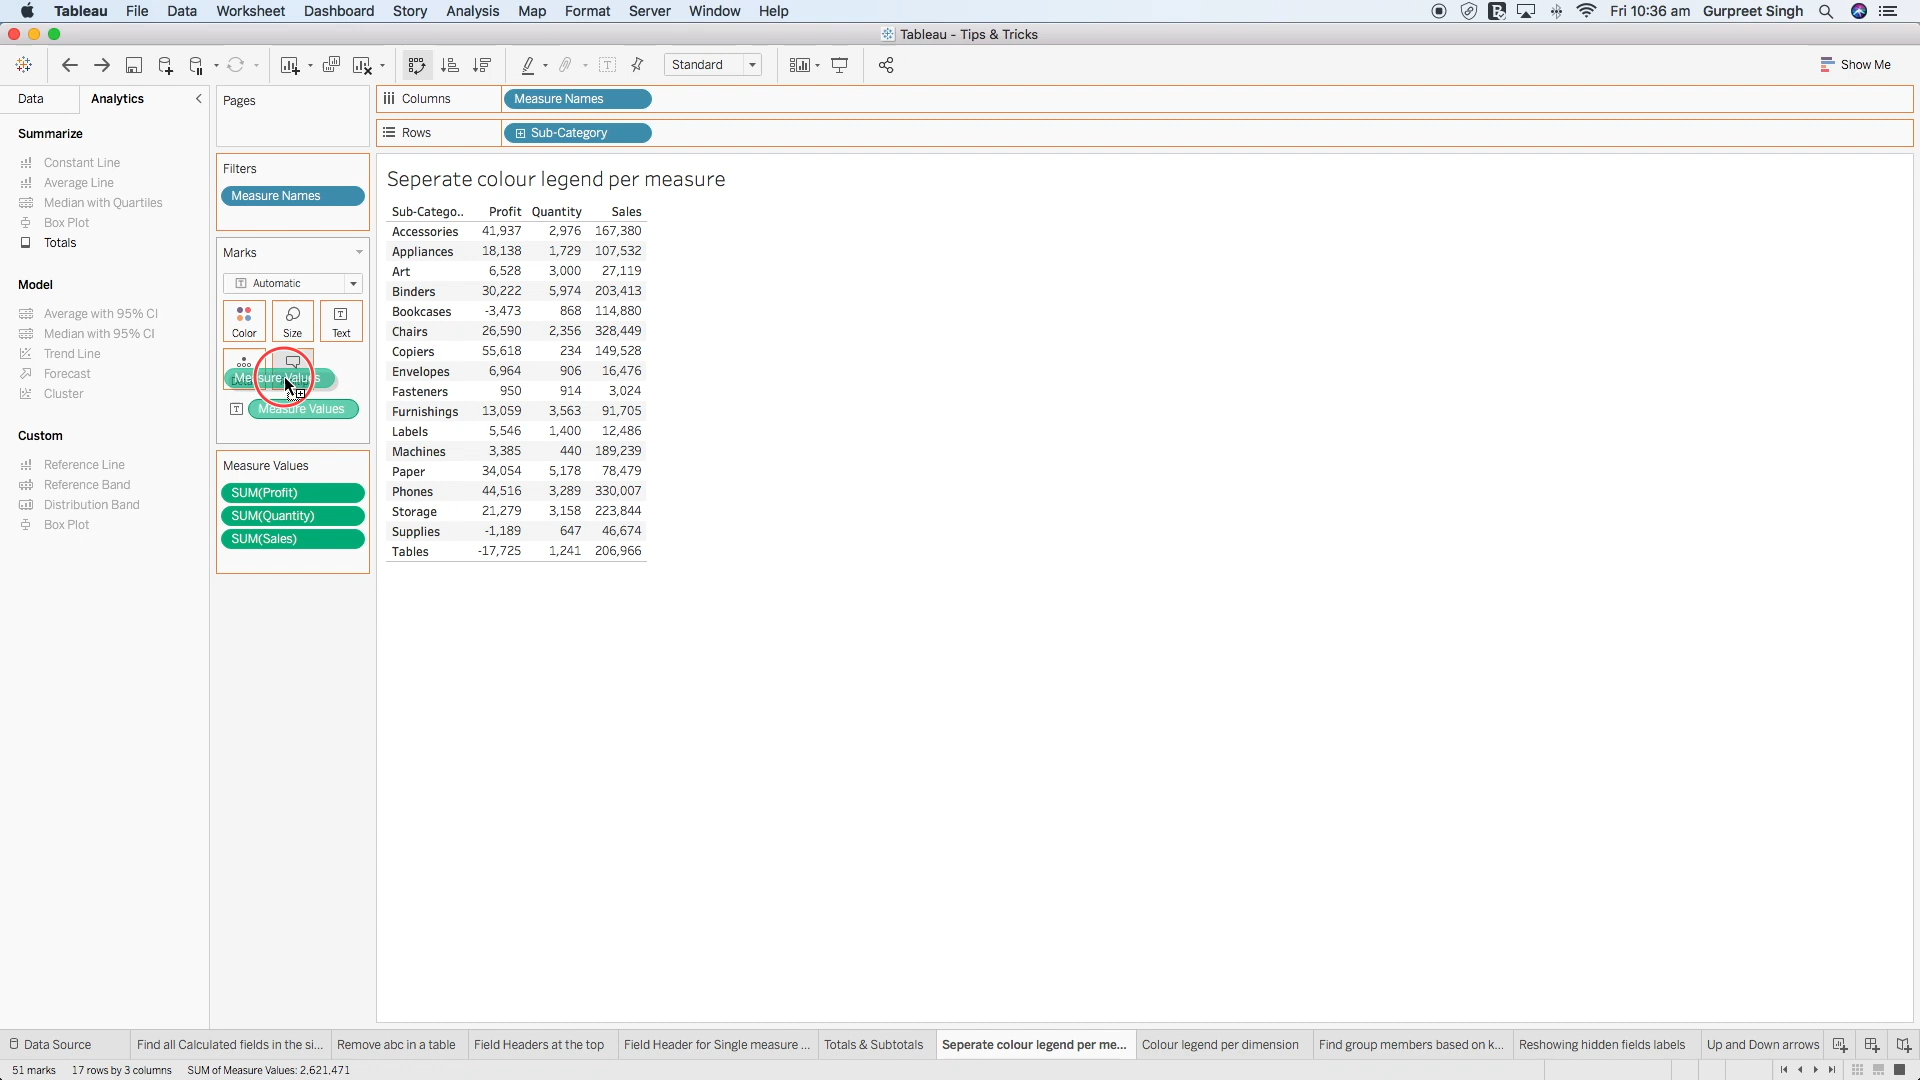 Tableau File Data Worksheet Dashboard Story Analysis Map Format Server Window Help Fri 10:36 am Gurpreet Singh
Tableau - Tips & Tricks
Standard Show Me
Data Analytics
Summarize
Constant Line
Average Line
Median with Quartiles
Box Plot
Totals
Model
Average with 95% CI
Median with 95% CI
Trend Line
Forecast
Cluster
Custom
Reference Line
Reference Band
Distribution Band
Box Plot
Pages
Filters
Measure Names
Marks
Automatic
Color Size Text
Measure Values
Measure Values
Measure Values
SUM(Profit)
SUM(Quantity)
SUM(Sales)
Columns Measure Names
Rows Sub-Category
Seperate colour legend per measure
Sub-Catego.. Profit Quantity Sales
Accessories 41,937 2,976 167,380
Appliances 18,138 1,729 107,532
Art 6,528 3,000 27,119
Binders 30,222 5,974 203,413
Bookcases -3,473 868 114,880
Chairs 26,590 2,356 328,449
Copiers 55,618 234 149,528
Envelopes 6,964 906 16,476
Fasteners 950 914 3,024
Furnishings 13,059 3,563 91,705
Labels 5,546 1,400 12,486
Machines 3,385 440 189,239
Paper 34,054 5,178 78,479
Phones 44,516 3,289 330,007
Storage 21,279 3,158 223,844
Supplies -1,189 647 46,674
Tables -17,725 1,241 206,966
Data Source Find all Calculated fields in the si... Remove abc in a table Field Headers at the top Field Header for Single measure ... Totals & Subtotals Seperate colour legend per me... Colour legend per dimension Find group members based on k... Reshowing hidden fields labels Up and Down arrows
51 marks 17 rows by 3 columns SUM of Measure Values: 2,621,471